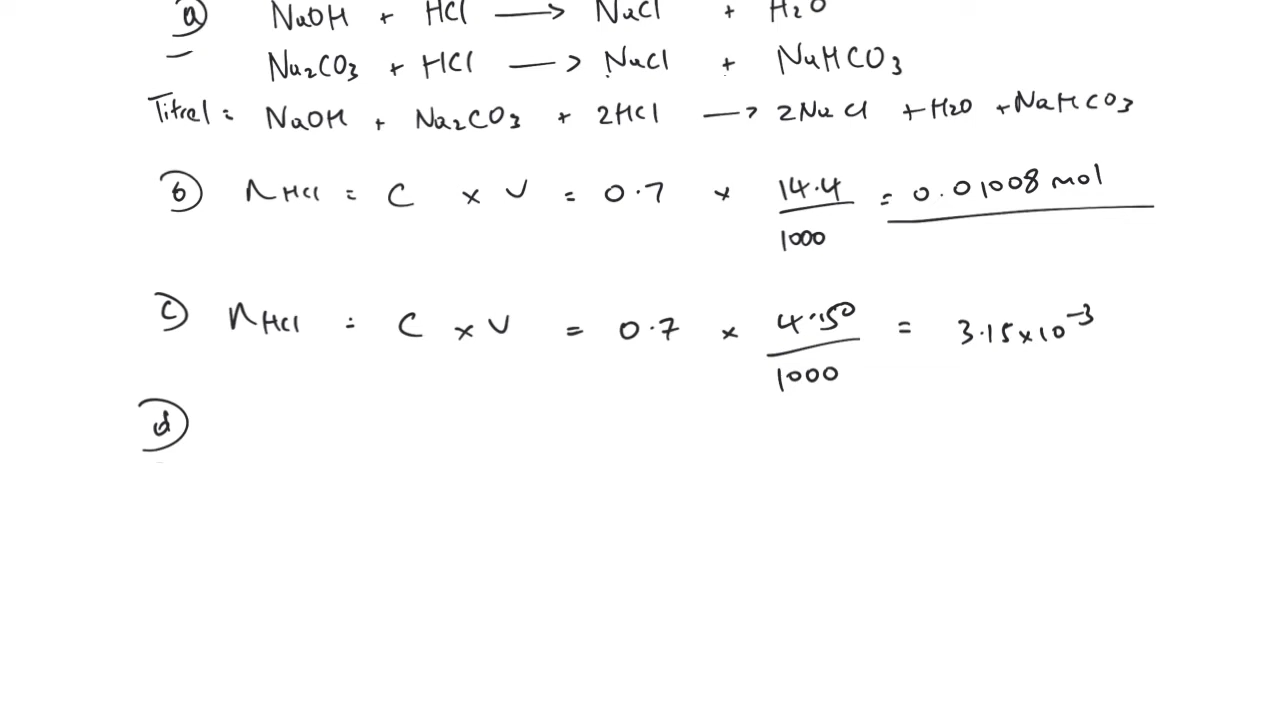 a) NaOH + HCl ⟶ NaCl + H2O
Na2CO3 + HCl ⟶ NaCl + NaHCO3
Titral: NaOH + Na2CO3 + 2HCl ⟶ 2NaCl + H2O + NaHCO3
b) nHCl = C × V = 0.7 × 14.4/1000 = 0.01008 mol
c) nHCl = C × V = 0.7 × 4.50/1000 = 3.15×10^-3
d)